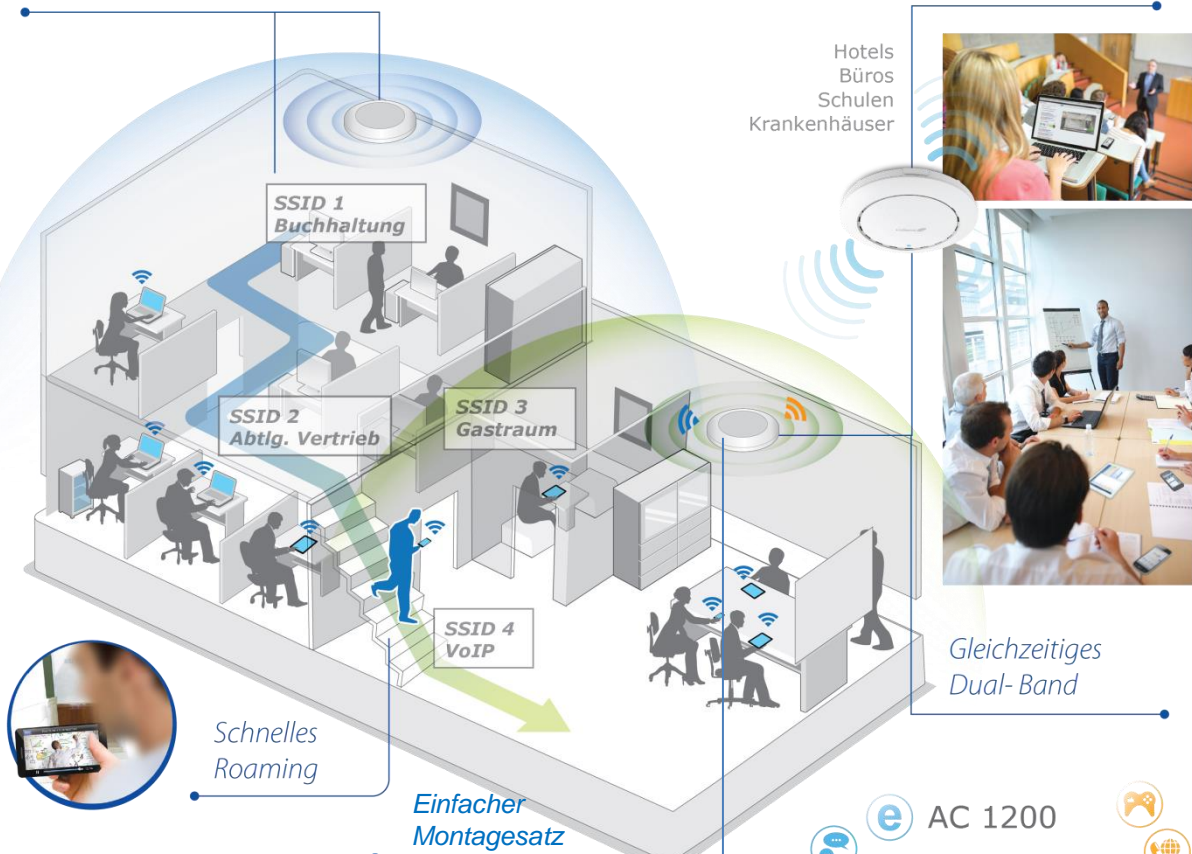 Hotels
Büros
Schulen
Krankenhäuser
SSID 1
Buchhaltung
SSID 2
Abtlg. Vertrieb
SSID 3
Gastraum
SSID 4
VoIP
Gleichzeitiges
Dual- Band
Schnelles
Roaming
Einfacher
Montagesatz
e AC 1200